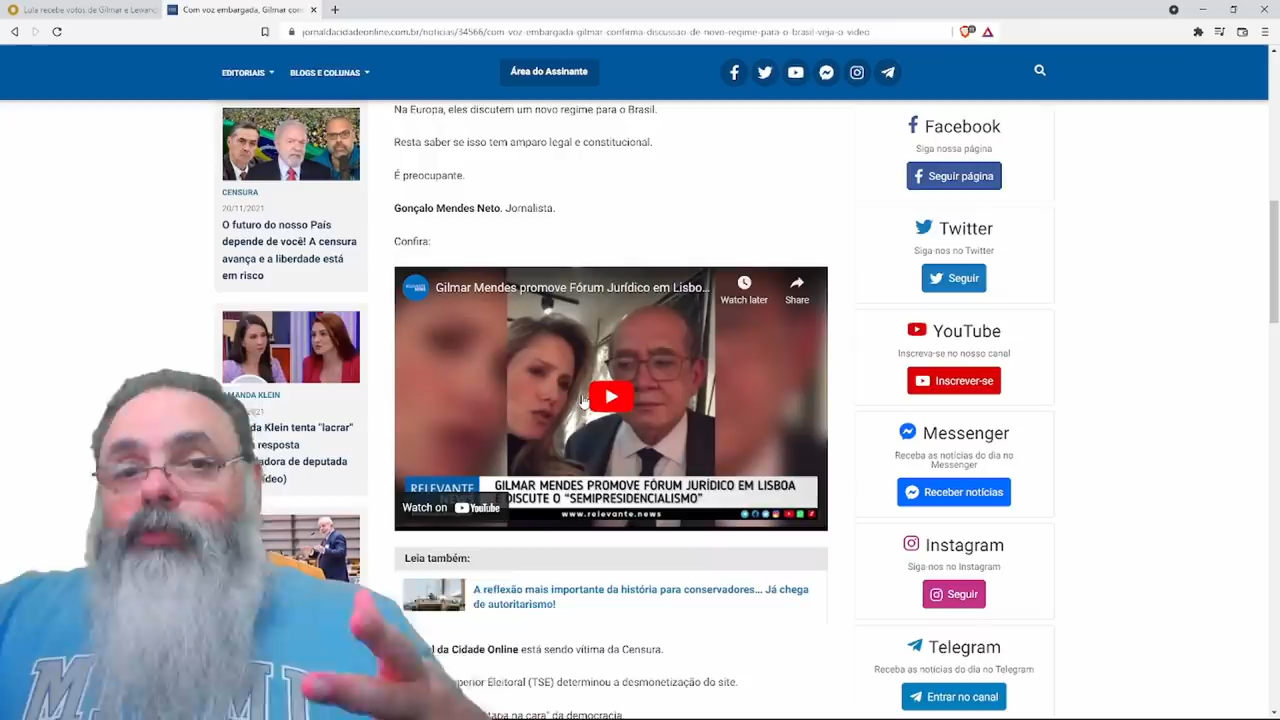 Lula recebe votos de Gilmar e Lewand
Com voz embargada, Gilmar con
jornaldacidadeonline.com.br/noticias/34566/com-voz-embargada-gilmar-confirma-discussao-de-novo-regime-para-o-brasil-veja-o-video
EDITORIAIS
BLOGS E COLUNAS
Área do Assinante
CENSURA
20/11/2021
O futuro do nosso País
depende de você! A censura
avança e a liberdade está
em risco
AMANDA KLEIN
2021
da Klein tenta "lacrar"
resposta
adora de deputada
ídeo)
Na Europa, eles discutem um novo regime para o Brasil.
Resta saber se isso tem amparo legal e constitucional.
É preocupante.
Gonçalo Mendes Neto. Jornalista.
Confira:
Gilmar Mendes promove Fórum Jurídico em Lisbo...
Watch later
Share
RELEVANTE
NEWS
GILMAR MENDES PROMOVE FÓRUM JURÍDICO EM LISBOA
E DISCUTE O "SEMIPRESIDENCIALISMO"
Watch on YouTube
www.relevante.news
Leia também:
A reflexão mais importante da história para conservadores... Já chega
de autoritarismo!
l da Cidade Online está sendo vítima da Censura.
perior Eleitoral (TSE) determinou a desmonetização do site.
tapa na cara" da democracia.
Facebook
Siga nossa página
Seguir página
Twitter
Siga-nos no Twitter
Seguir
YouTube
Inscreva-se no nosso canal
Inscrever-se
Messenger
Receba as notícias do dia no
Messenger
Receber notícias
Instagram
Siga-nos no Instagram
Seguir
Telegram
Receba as notícias do dia no Telegram
Entrar no canal